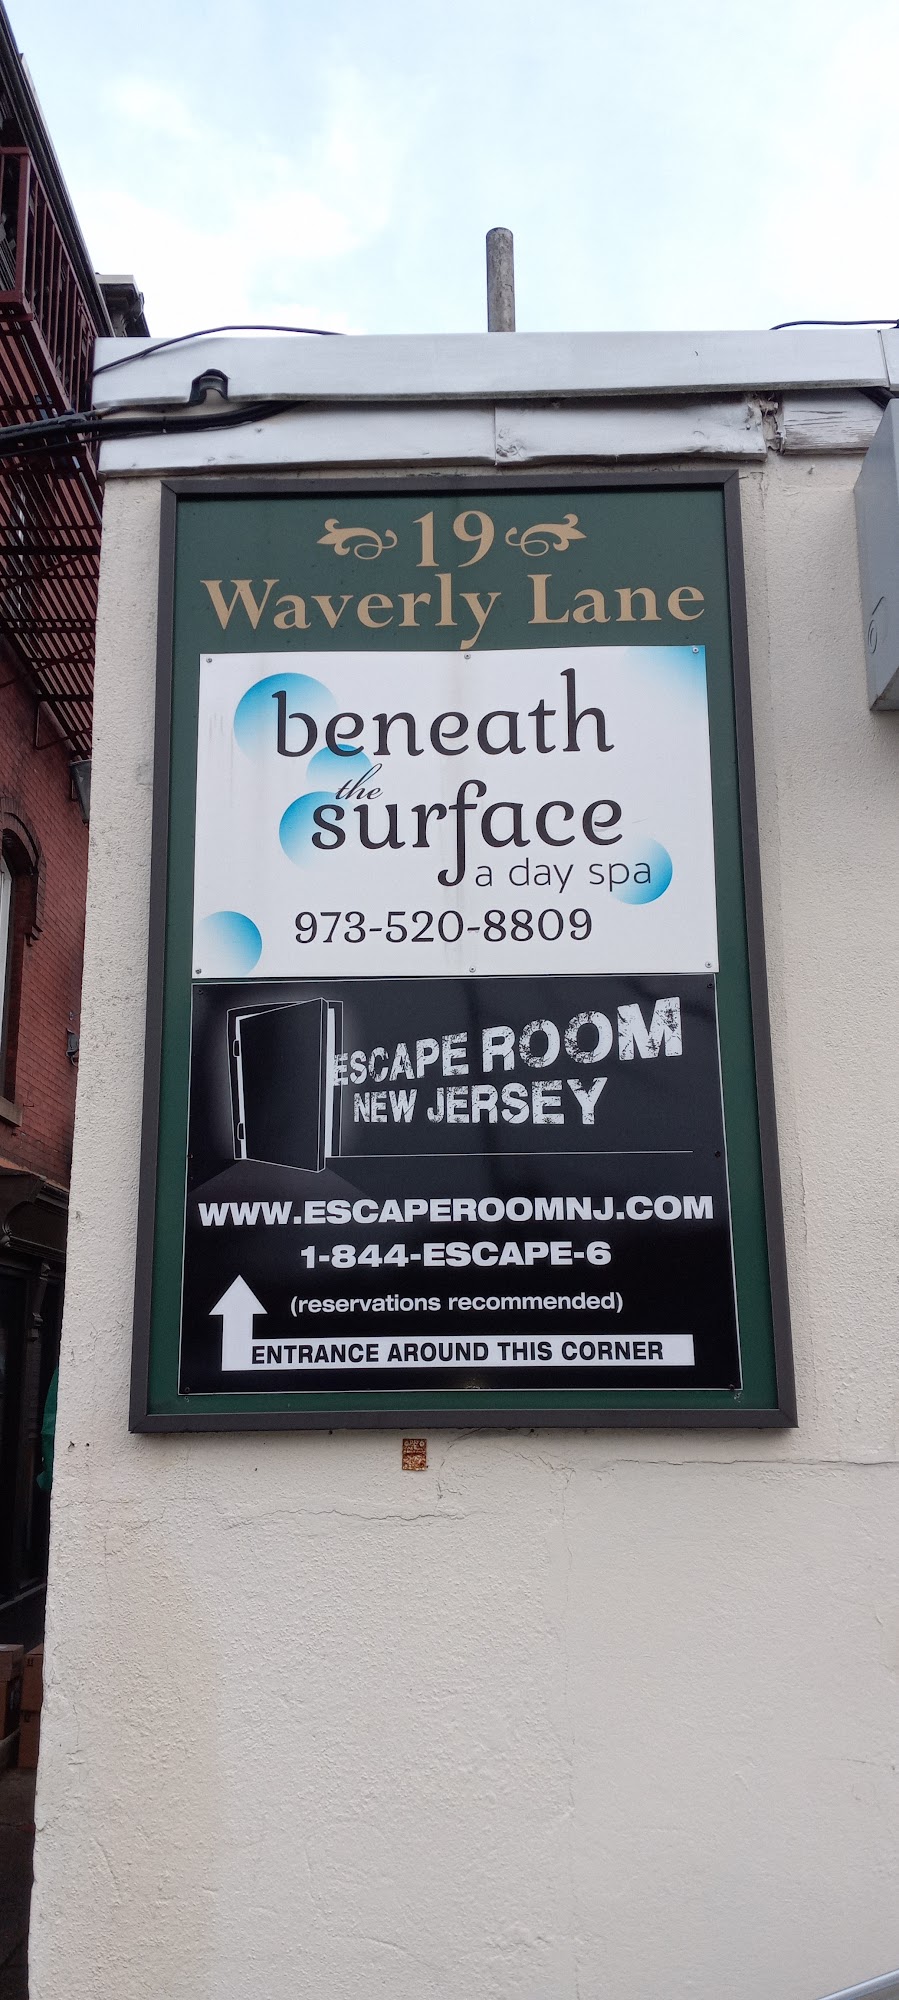 19
Waverly Lane
beneath
the
surface
a day spa
973-520-8809
ESCAPE ROOM
NEW JERSEY
WWW.ESCAPEROOMNJ.COM
1-844-ESCAPE-6
(reservations recommended)
ENTRANCE AROUND THIS CORNER